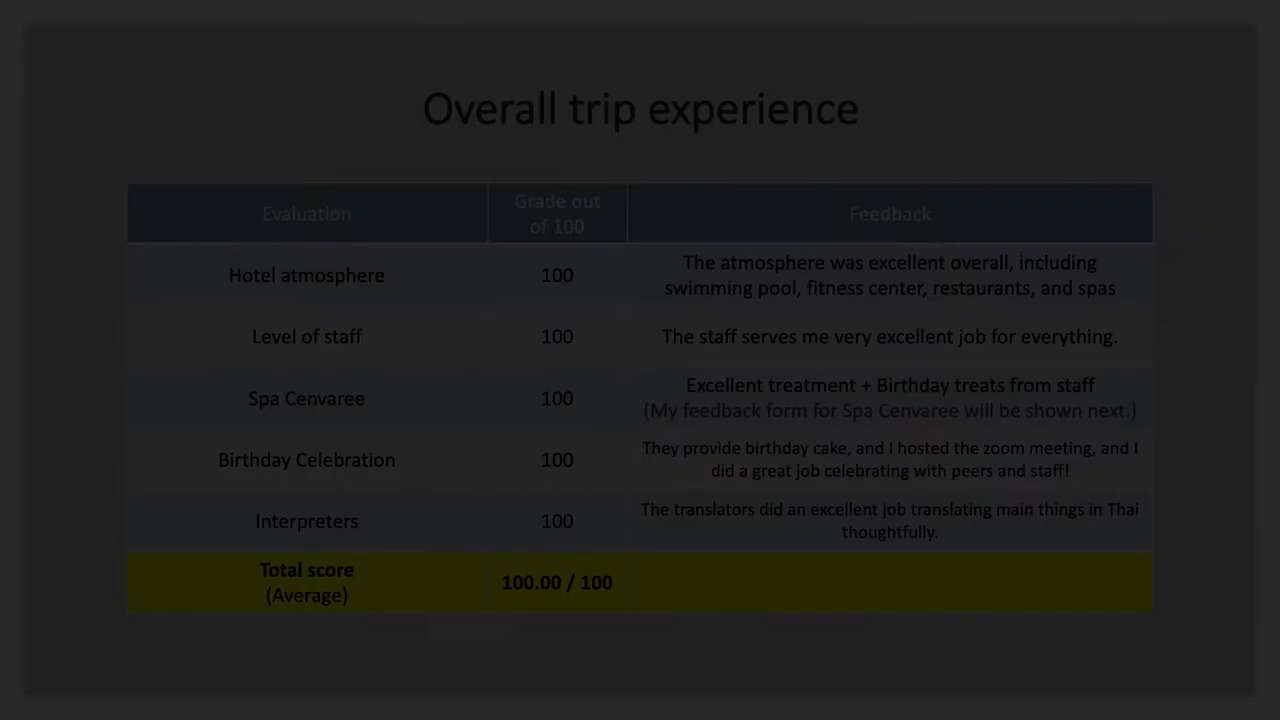 Overall trip experience
Evaluation
Grade out
of 100
Feedback
Hotel atmosphere
100
The atmosphere was excellent overall, including
swimming pool, fitness center, restaurants, and spas
Level of staff
100
The staff serves me very excellent job for everything.
Spa Cenvaree
100
Excellent treatment + Birthday treats from staff
(My feedback form for Spa Cenvaree will be shown next.)
Birthday Celebration
100
They provide birthday cake, and I hosted the zoom meeting, and I
did a great job celebrating with peers and staff!
Interpreters
100
The translators did an excellent job translating main things in Thai
thoughtfully.
Total score
(Average)
100.00 / 100